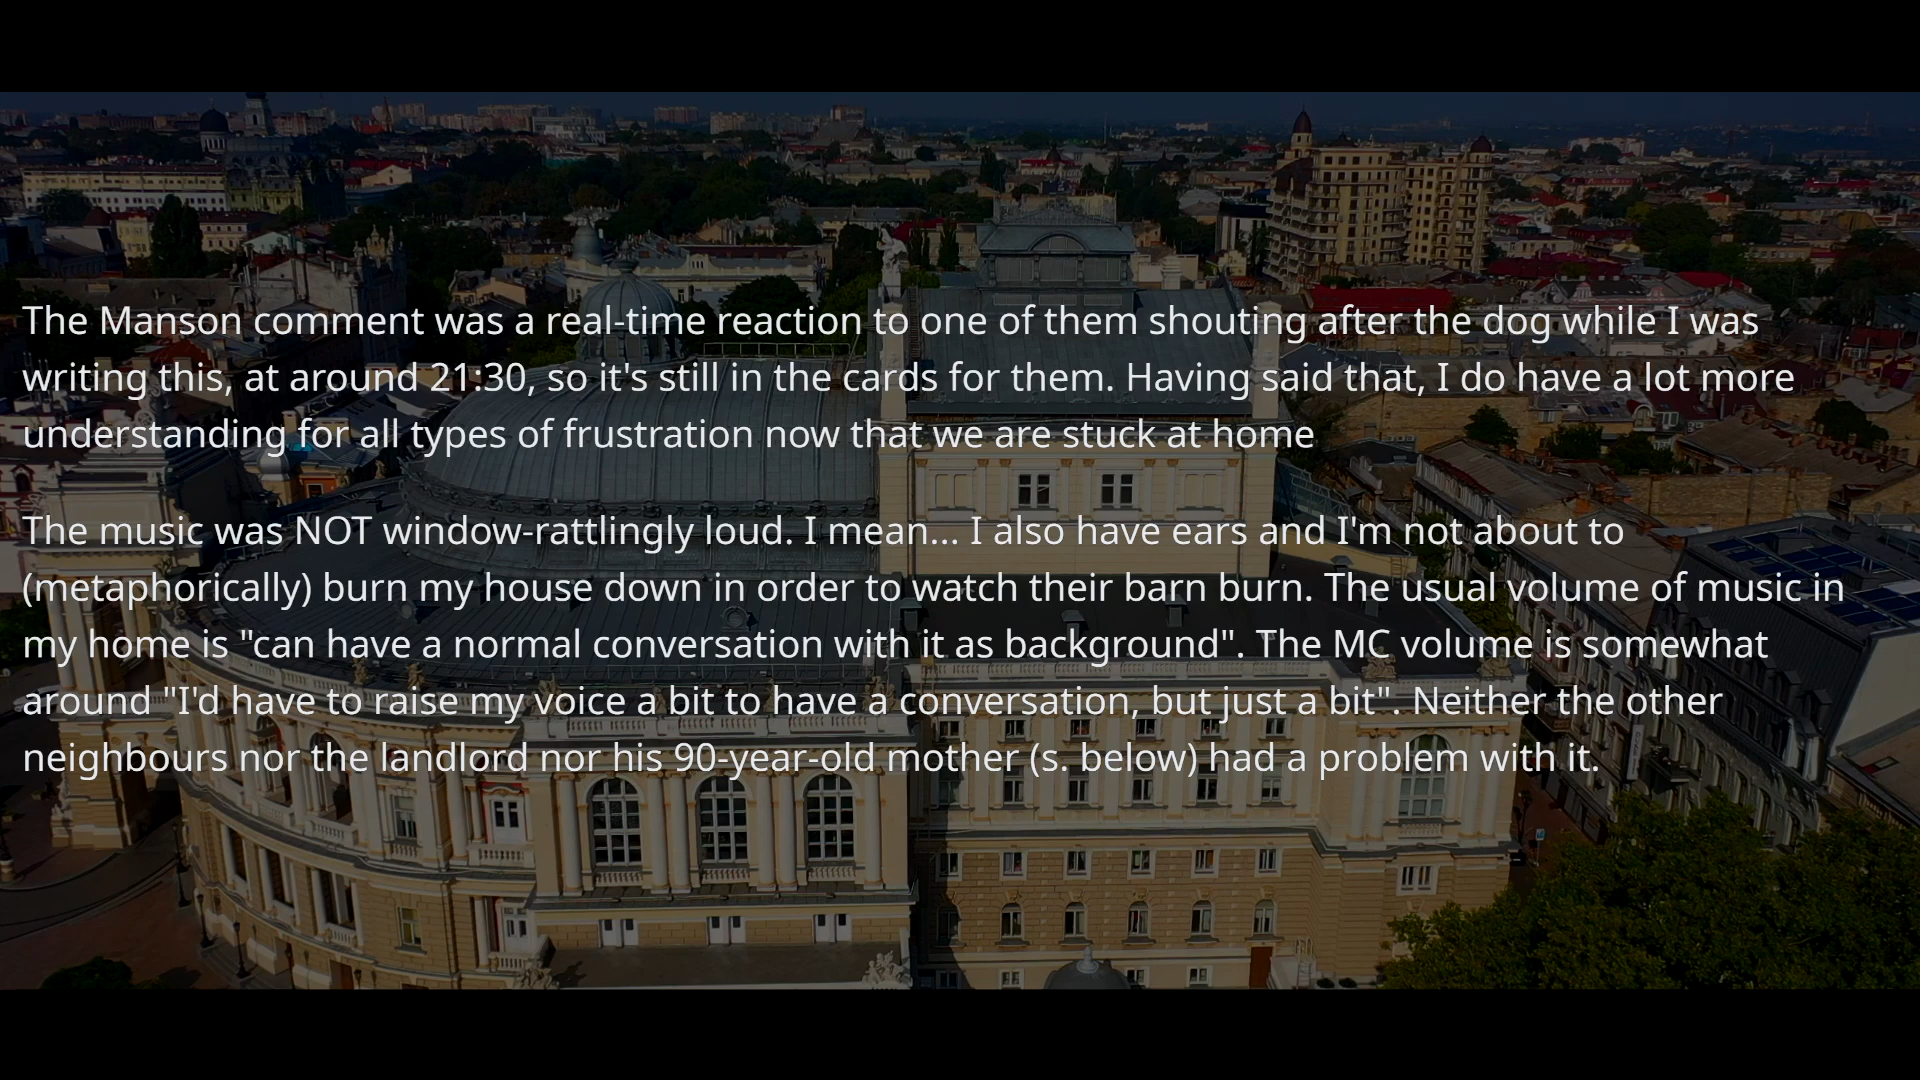 The Manson comment was a real-time reaction to one of them shouting after the dog while I was
writing this, at around 21:30, so it's still in the cards for them. Having said that, I do have a lot more
understanding for all types of frustration now that we are stuck at home
The music was NOT window-rattlingly loud. I mean... I also have ears and I'm not about to
(metaphorically) burn my house down in order to watch their barn burn. The usual volume of music in
my home is "can have a normal conversation with it as background". The MC volume is somewhat
around "I'd have to raise my voice a bit to have a conversation, but just a bit". Neither the other
neighbours nor the landlord nor his 90-year-old mother (s. below) had a problem with it.